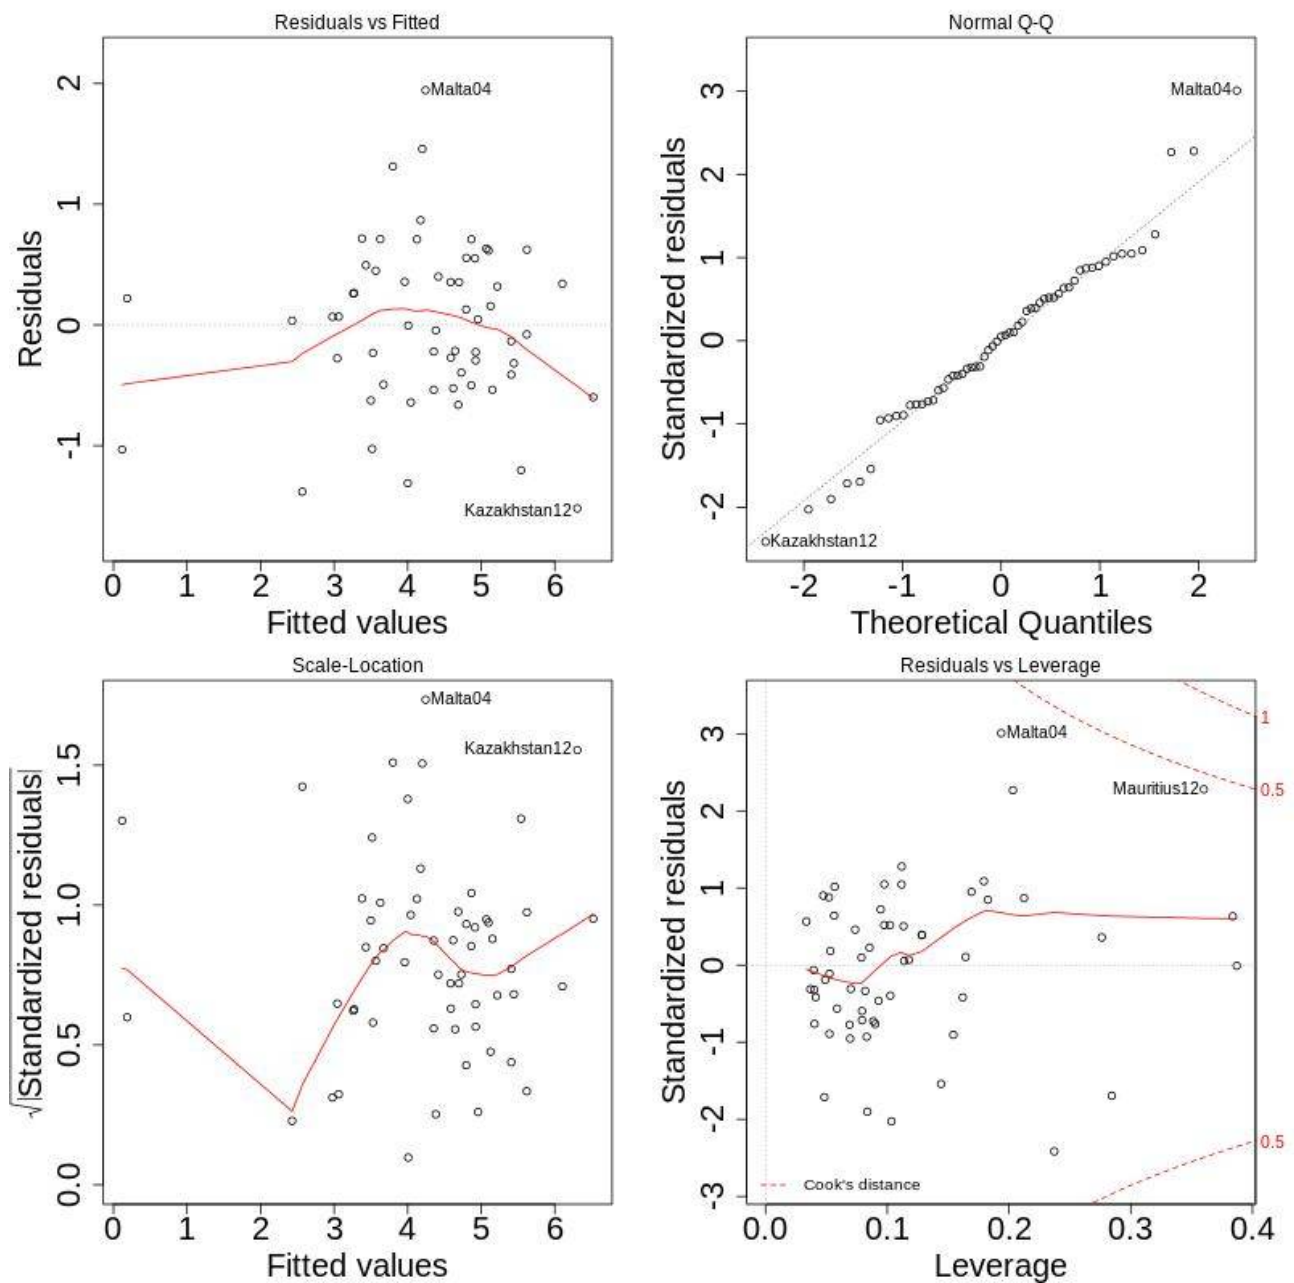 Residuals vs Fitted
Residuals
2
1
0
-1
Malta04
Kazakhstan12
0 1 2 3 4 5 6
Fitted values
Normal Q-Q
Standardized residuals
3
2
1
0
-1
-2
Malta04
Kazakhstan12
-2 -1 0 1 2
Theoretical Quantiles
Scale-Location
√|Standardized residuals|
1.5
1.0
0.5
0.0
Malta04
Kazakhstan12
0 1 2 3 4 5 6
Fitted values
Residuals vs Leverage
Standardized residuals
3
2
1
0
-1
-2
-3
1
Malta04
Mauritius12
0.5
0.5
Cook's distance
0.0 0.1 0.2 0.3 0.4
Leverage